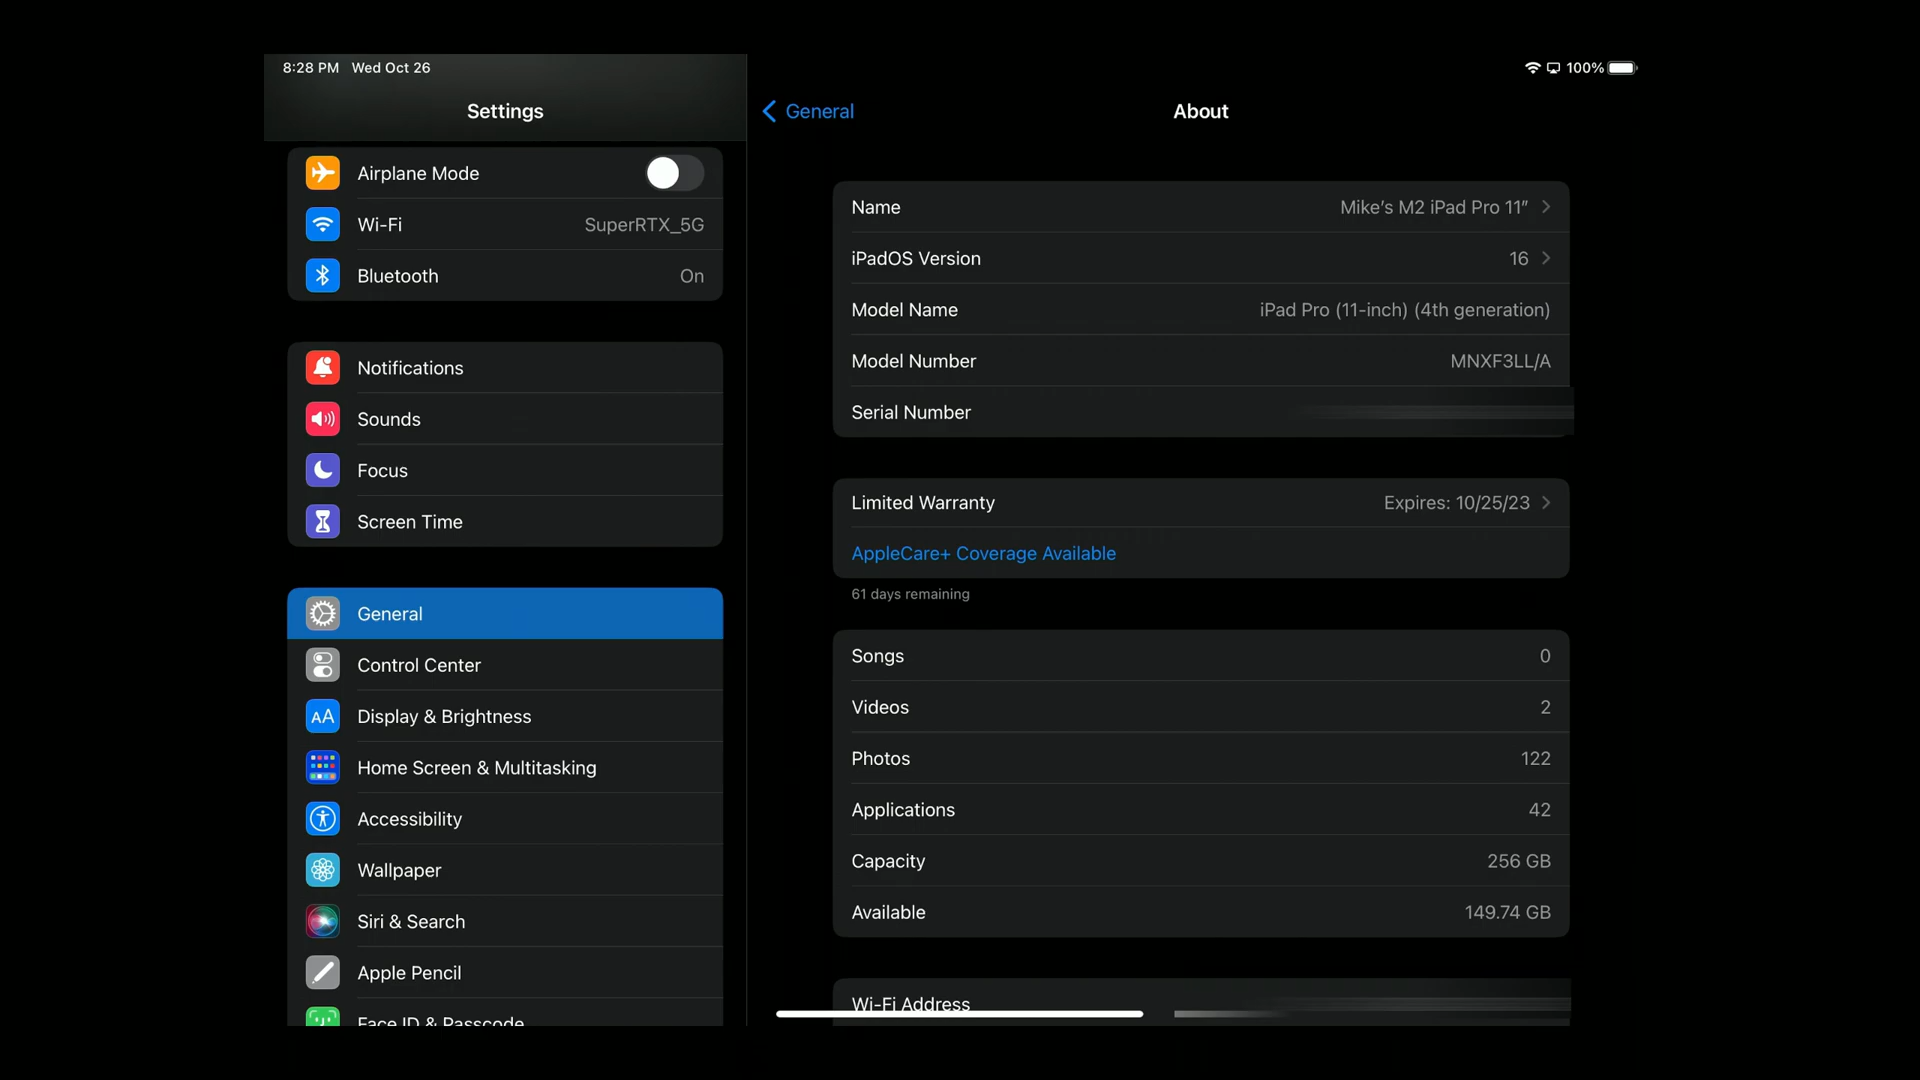 8:28 PM Wed Oct 26
100%
Settings
Airplane Mode
Wi-Fi SuperRTX_5G
Bluetooth On
Notifications
Sounds
Focus
Screen Time
General
Control Center
Display & Brightness
Home Screen & Multitasking
Accessibility
Wallpaper
Siri & Search
Apple Pencil
Face ID & Passcode
General
About
Name Mike's M2 iPad Pro 11”
iPadOS Version 16
Model Name iPad Pro (11-inch) (4th generation)
Model Number MNXF3LL/A
Serial Number
Limited Warranty Expires: 10/25/23
AppleCare+ Coverage Available
61 days remaining
Songs 0
Videos 2
Photos 122
Applications 42
Capacity 256 GB
Available 149.74 GB
Wi-Fi Address